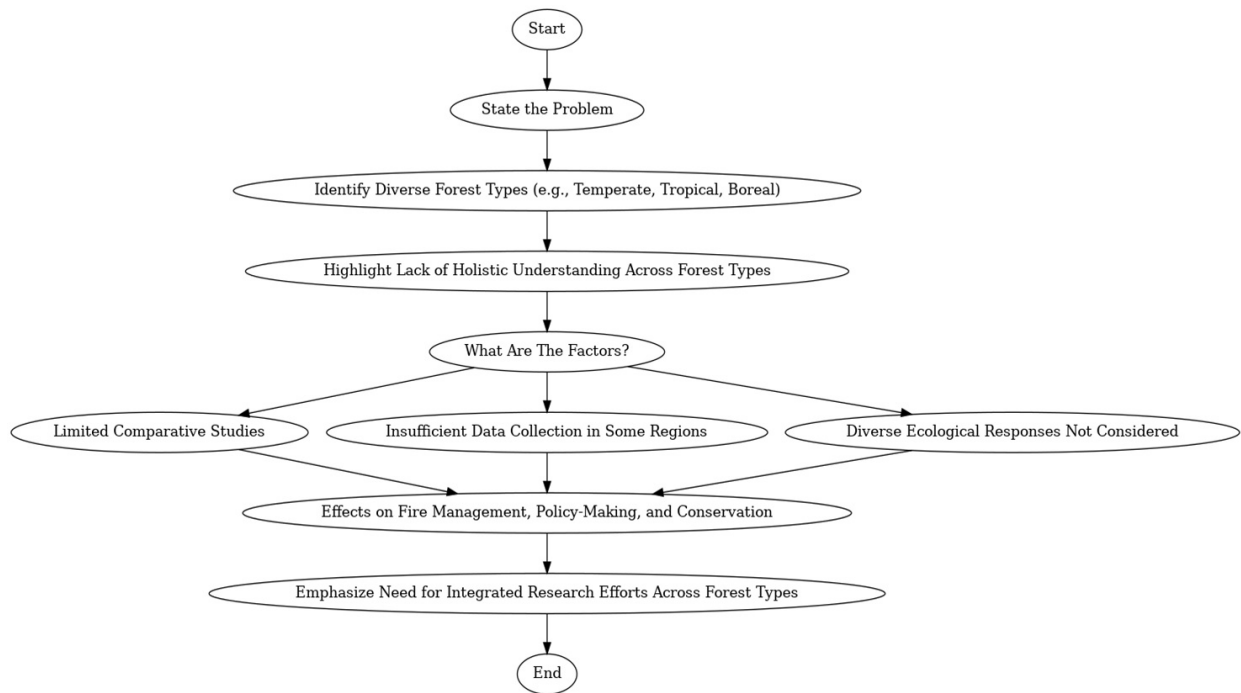 Start
State the Problem
Identify Diverse Forest Types (e.g., Temperate, Tropical, Boreal)
Highlight Lack of Holistic Understanding Across Forest Types
What Are The Factors?
Limited Comparative Studies
Insufficient Data Collection in Some Regions
Diverse Ecological Responses Not Considered
Effects on Fire Management, Policy-Making, and Conservation
Emphasize Need for Integrated Research Efforts Across Forest Types
End